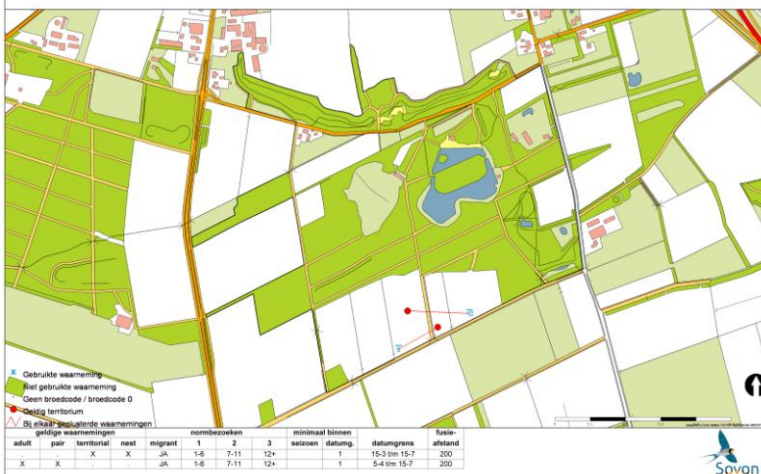 x Gebruikte waarneming
Niet gebruikte waarneming
Geen broedcode / broedcode 0
Geldig territorium
Bij elkaar geclusterde waarnemingen
geldige waarnemingen normbezoeken minimaal binnen fusie-
adult pair territorial nest migrant 1 2 3 seizoen datumg. datumgrens afstand
. . X X JA 1-6 7-11 12+ 1 15-3 t/m 15-7 200
X X . . JA 1-6 7-11 12+ 1 5-4 t/m 15-7 200
Sovon